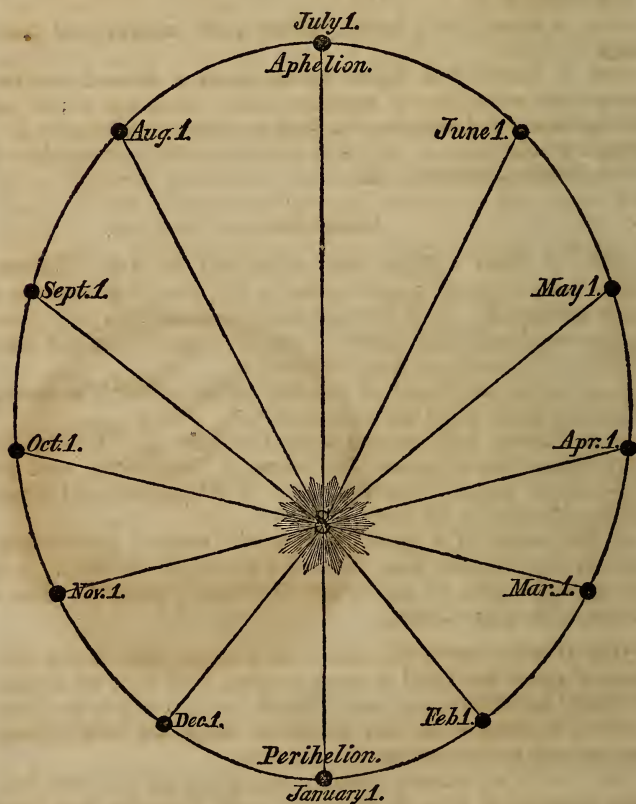 July 1.
Aphelion.
Aug. 1.
June 1.
Sept. 1.
May 1.
Oct. 1.
Apr. 1.
S
Nov. 1.
Mar. 1.
Dec. 1.
Feb 1.
Perihelion.
January 1.